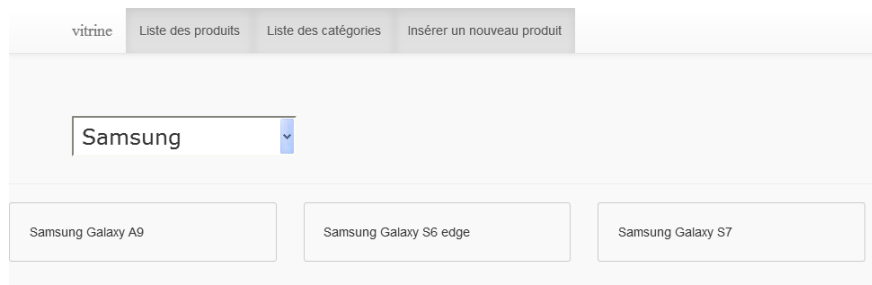 vitrine Liste des produits Liste des catégories Insérer un nouveau produit
Samsung
Samsung Galaxy A9 Samsung Galaxy S6 edge Samsung Galaxy S7